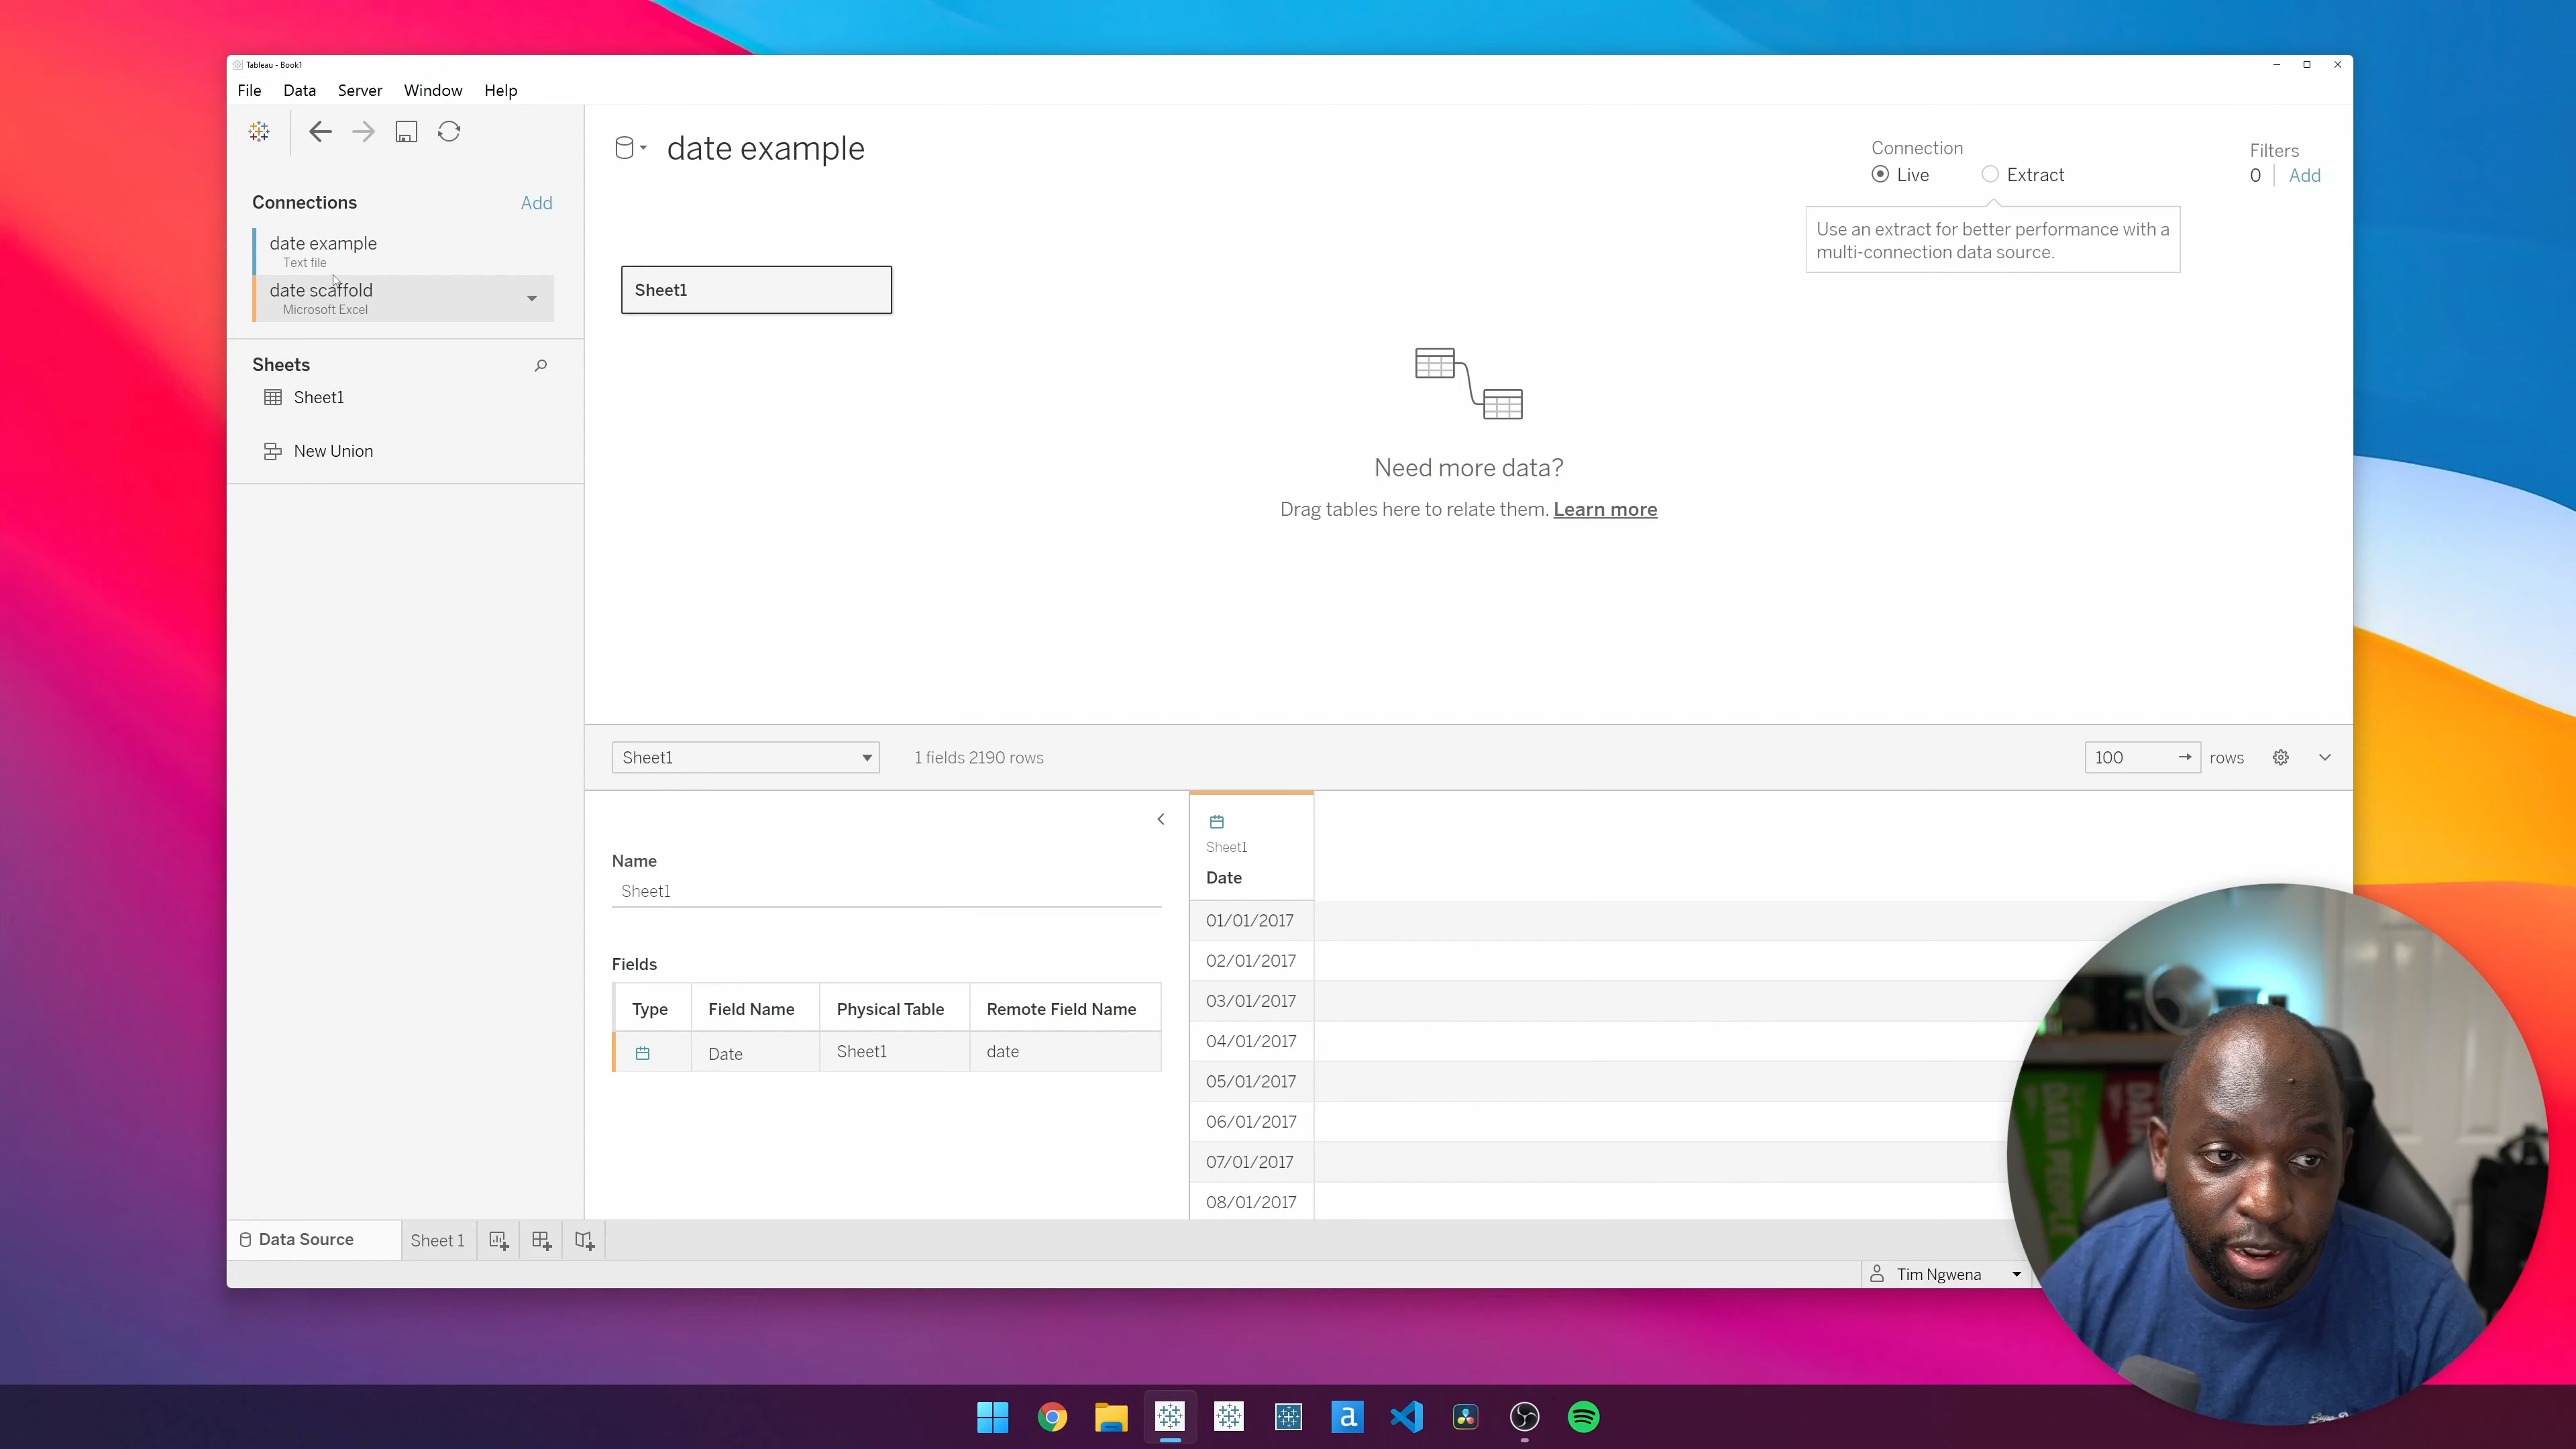 Tableau - Book1
File Data Server Window Help
Connections Add
date example
Text file
date scaffold
Microsoft Excel
Sheets
Sheet1
New Union
date example
Connection
Live Extract
Filters
0 Add
Use an extract for better performance with a
multi-connection data source.
Sheet1
Need more data?
Drag tables here to relate them. Learn more
Sheet1 1 fields 2190 rows 100 rows
Name
Sheet1
Fields
Type Field Name Physical Table Remote Field Name
Date Sheet1 date
Sheet1
Date
01/01/2017
02/01/2017
03/01/2017
04/01/2017
05/01/2017
06/01/2017
07/01/2017
08/01/2017
DATA PEOPLE
DATA
Data Source Sheet 1
Tim Ngwena
a